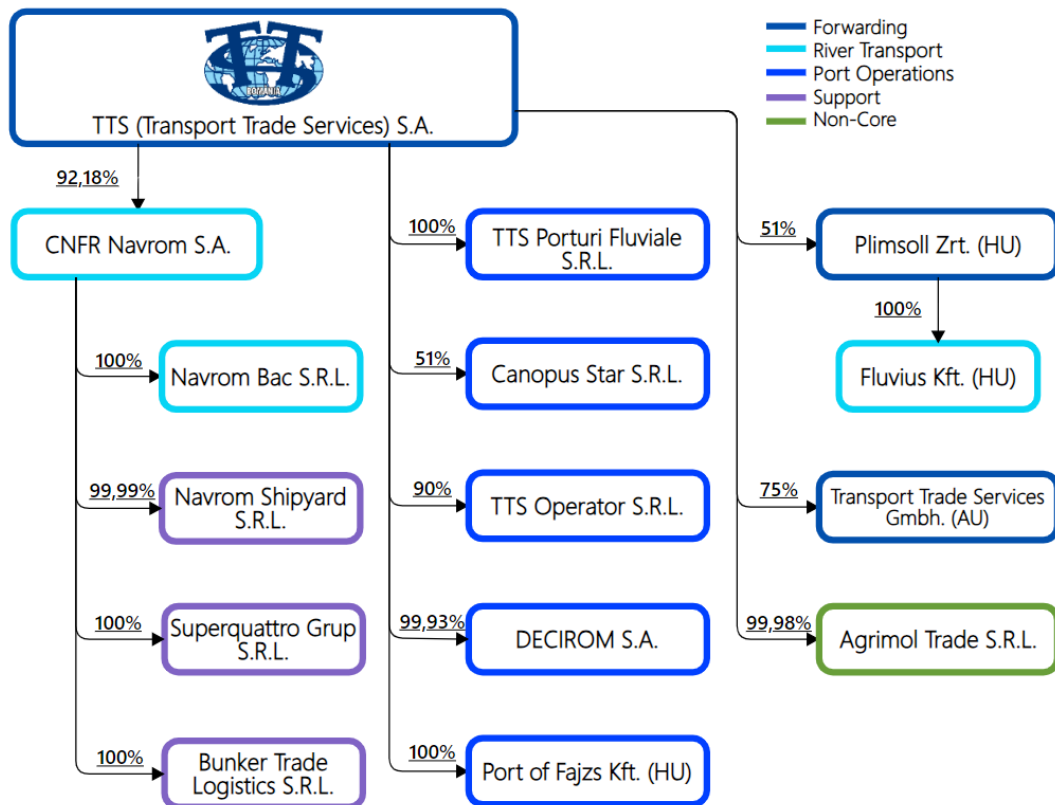 TTS
ROMANIA
TTS (Transport Trade Services) S.A.
Forwarding
River Transport
Port Operations
Support
Non-Core
92,18%
CNFR Navrom S.A.
100%
Navrom Bac S.R.L.
99,99%
Navrom Shipyard
S.R.L.
100%
Superquattro Grup
S.R.L.
100%
Bunker Trade
Logistics S.R.L.
100%
TTS Porturi Fluviale
S.R.L.
51%
Canopus Star S.R.L.
90%
TTS Operator S.R.L.
99,93%
DECIROM S.A.
100%
Port of Fajzs Kft. (HU)
51%
Plimsoll Zrt. (HU)
100%
Fluvius Kft. (HU)
75%
Transport Trade Services
Gmbh. (AU)
99,98%
Agrimol Trade S.R.L.